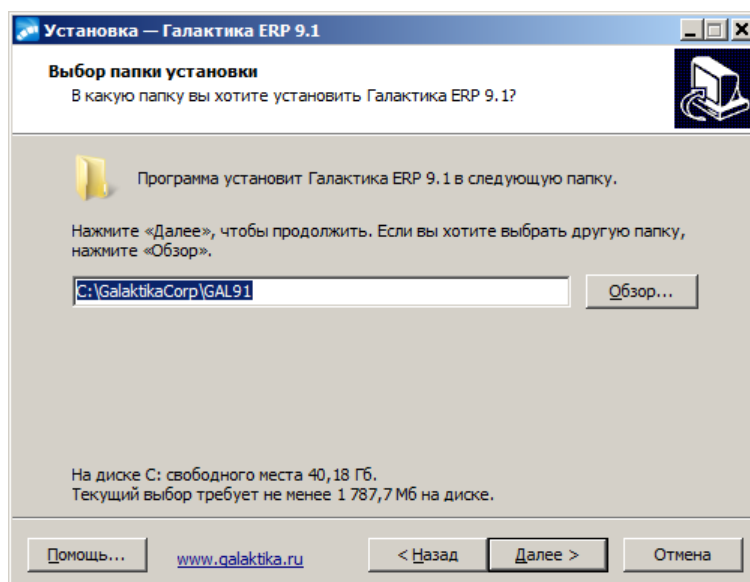 Установка — Галактика ERP 9.1
Выбор папки установки
В какую папку вы хотите установить Галактика ERP 9.1?
Программа установит Галактика ERP 9.1 в следующую папку.
Нажмите «Далее», чтобы продолжить. Если вы хотите выбрать другую папку,
нажмите «Обзор».
C:\GalaktikaCorp\GAL91
Обзор...
На диске C: свободного места 40,18 Гб.
Текущий выбор требует не менее 1 787,7 Мб на диске.
Помощь...
www.galaktika.ru
< Назад
Далее >
Отмена